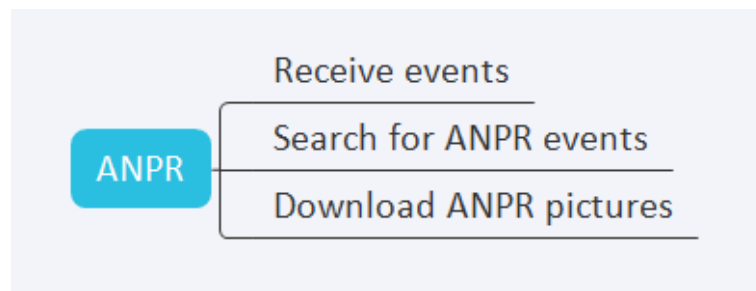 ANPR
Receive events
Search for ANPR events
Download ANPR pictures